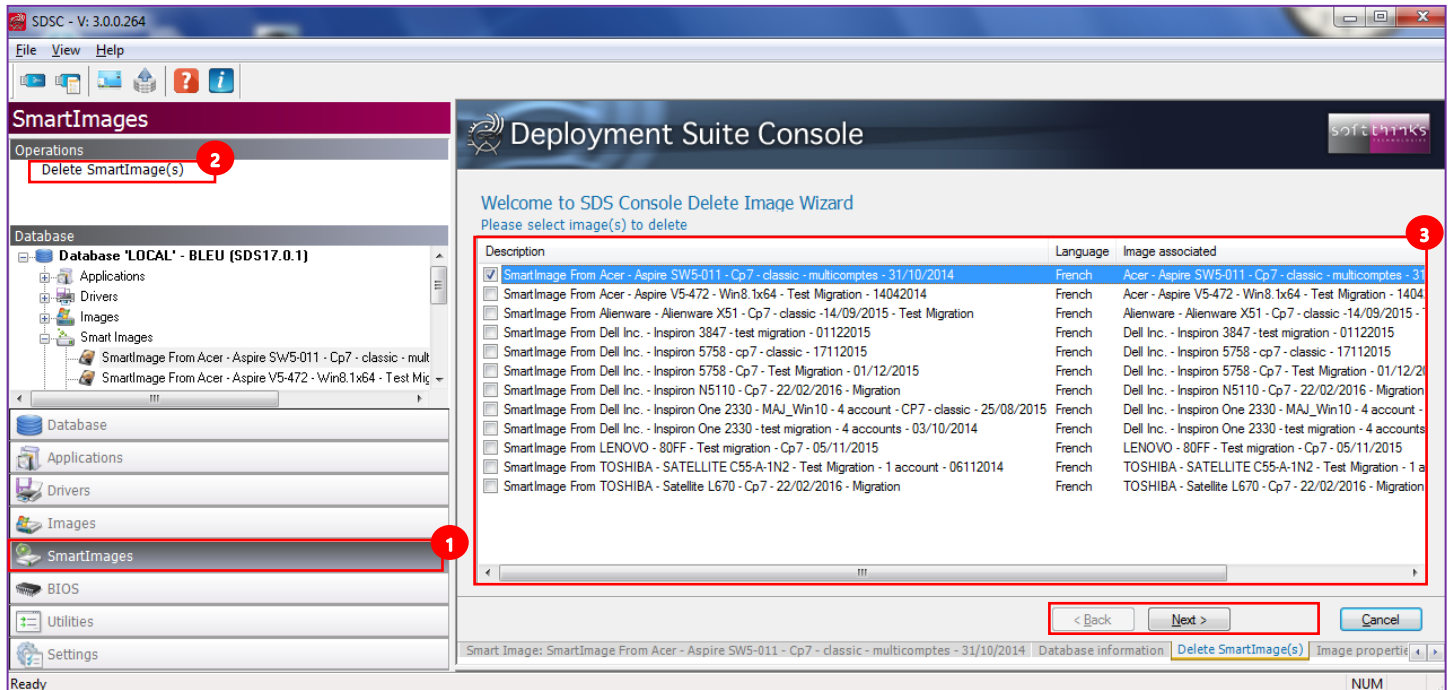 SDSC - V: 3.0.0.264
File View Help
SmartImages
Operations
Delete SmartImage(s)
2
Database
Database 'LOCAL' - BLEU (SDS17.0.1)
Applications
Drivers
Images
Smart Images
SmartImage From Acer - Aspire SW5-011 - Cp7 - classic - mult
SmartImage From Acer - Aspire V5-472 - Win8.1x64 - Test Mig
Database
Applications
Drivers
Images
SmartImages
1
BIOS
Utilities
Settings
Deployment Suite Console
softthinks
TECHNOLOGIES
Welcome to SDS Console Delete Image Wizard
Please select image(s) to delete
3
Description Language Image associated
SmartImage From Acer - Aspire SW5-011 - Cp7 - classic - multicomptes - 31/10/2014 French Acer - Aspire SW5-011 - Cp7 - classic - multicomptes - 31
SmartImage From Acer - Aspire V5-472 - Win8.1x64 - Test Migration - 14042014 French Acer - Aspire V5-472 - Win8.1x64 - Test Migration - 1404
SmartImage From Alienware - Alienware X51 - Cp7 - classic -14/09/2015 - Test Migration French Alienware - Alienware X51 - Cp7 - classic -14/09/2015 -
SmartImage From Dell Inc. - Inspiron 3847 - test migration - 01122015 French Dell Inc. - Inspiron 3847 - test migration - 01122015
SmartImage From Dell Inc. - Inspiron 5758 - cp7 - classic - 17112015 French Dell Inc. - Inspiron 5758 - cp7 - classic - 17112015
SmartImage From Dell Inc. - Inspiron 5758 - Cp7 - Test Migration - 01/12/2015 French Dell Inc. - Inspiron 5758 - Cp7 - Test Migration - 01/12/20
SmartImage From Dell Inc. - Inspiron N5110 - Cp7 - 22/02/2016 - Migration French Dell Inc. - Inspiron N5110 - Cp7 - 22/02/2016 - Migration
SmartImage From Dell Inc. - Inspiron One 2330 - MAJ_Win10 - 4 account - CP7 - classic - 25/08/2015 French Dell Inc. - Inspiron One 2330 - MAJ_Win10 - 4 account -
SmartImage From Dell Inc. - Inspiron One 2330 - test migration - 4 accounts - 03/10/2014 French Dell Inc. - Inspiron One 2330 - test migration - 4 accounts
SmartImage From LENOVO - 80FF - Test migration - Cp7 - 05/11/2015 French LENOVO - 80FF - Test migration - Cp7 - 05/11/2015
SmartImage From TOSHIBA - SATELLITE C55-A-1N2 - Test Migration - 1 account - 06112014 French TOSHIBA - SATELLITE C55-A-1N2 - Test Migration - 1 a
SmartImage From TOSHIBA - Satellite L670 - Cp7 - 22/02/2016 - Migration French TOSHIBA - Satellite L670 - Cp7 - 22/02/2016 - Migration
< Back Next > Cancel
Smart Image: SmartImage From Acer - Aspire SW5-011 - Cp7 - classic - multicomptes - 31/10/2014 Database information Delete SmartImage(s) Image propertie
Ready NUM